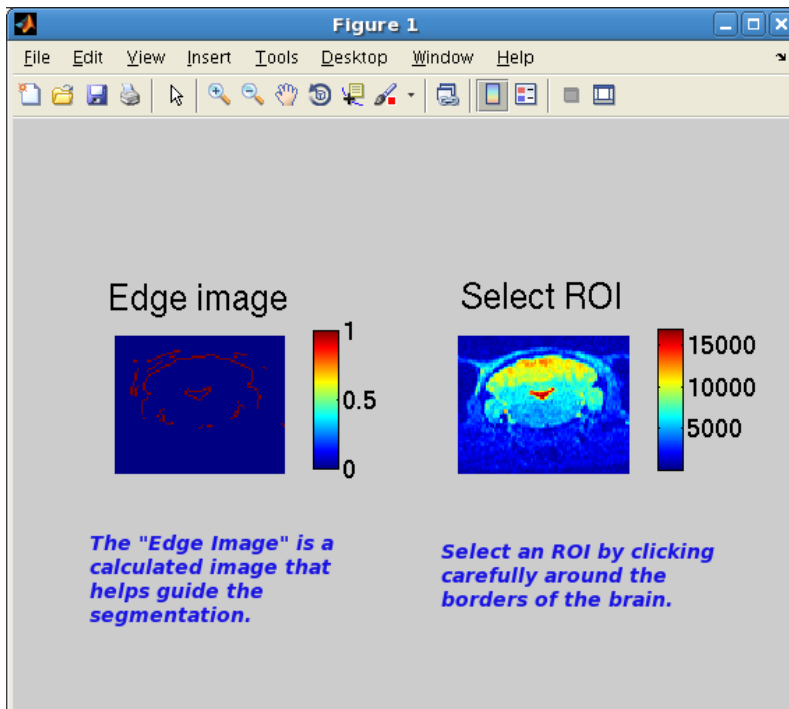 Figure 1
File Edit View Insert Tools Desktop Window Help
Edge image
1
0.5
0
Select ROI
15000
10000
5000
The "Edge Image" is a
calculated image that
helps guide the
segmentation.
Select an ROI by clicking
carefully around the
borders of the brain.